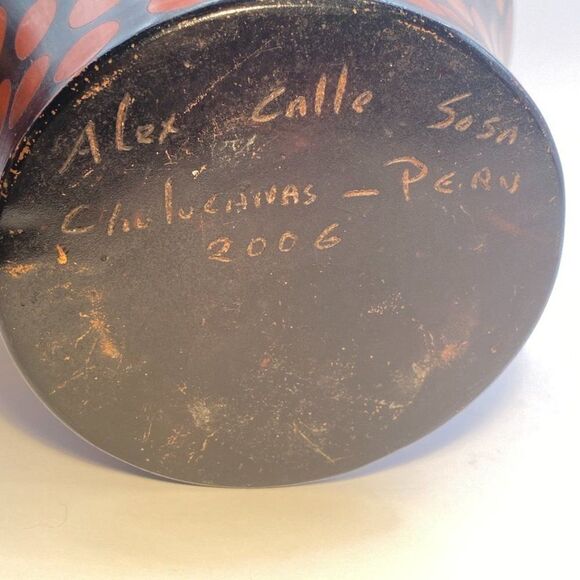 Alex Calle Sosa
Chulucanas - Peru
2006